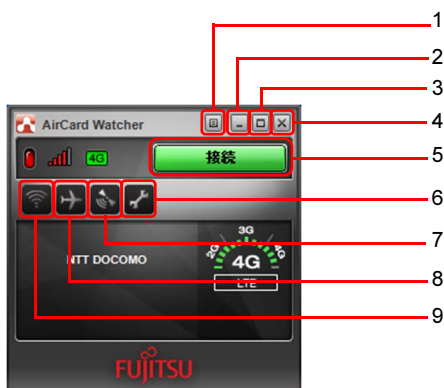 1
2
3
AirCard Watcher
4
4G
接続
5
6
7
3G
2G
4G
NTT DOCOMO
4G
8
LTE
9
FUJITSU